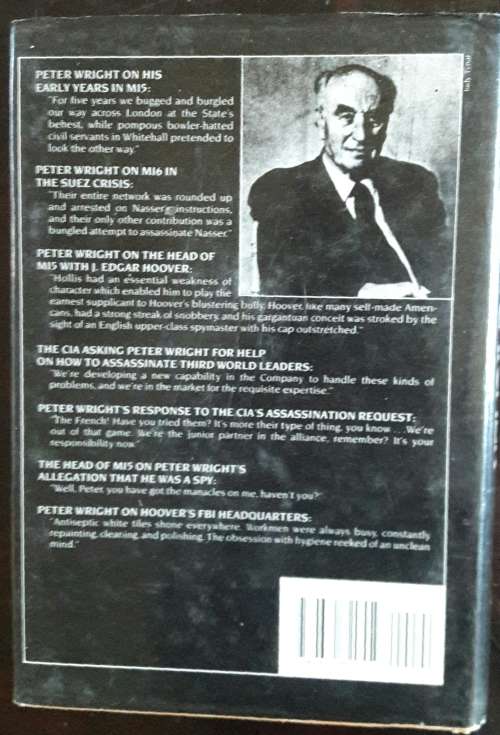 PETER WRIGHT ON HIS
EARLY YEARS IN MI5:
"For five years we bugged and burgled
our way across London at the State's
behest, while pompous bowler-hatted
civil servants in Whitehall pretended to
look the other way."
PETER WRIGHT ON MI6 IN
THE SUEZ CRISIS:
"Their entire network was rounded up
and arrested on Nasser's instructions,
and their only other contribution was a
bungled attempt to assassinate Nasser."
PETER WRIGHT ON THE HEAD OF
MI5 WITH J. EDGAR HOOVER:
"Hollis had an essential weakness of
character which enabled him to play the
earnest supplicant to Hoover's blustering bully. Hoover, like many self-made Ameri-
cans, had a strong streak of snobbery, and his gargantuan conceit was stroked by the
sight of an English upper-class spymaster with his cap outstretched."
THE CIA ASKING PETER WRIGHT FOR HELP
ON HOW TO ASSASSINATE THIRD WORLD LEADERS:
"We're developing a new capability in the Company to handle these kinds of
problems, and we're in the market for the requisite expertise."
PETER WRIGHT'S RESPONSE TO THE CIA'S ASSASSINATION REQUEST:
"The French! Have you tried them? It's more their type of thing, you know ... We're
out of that game. We're the junior partner in the alliance, remember? It's your
responsibility now."
THE HEAD OF MI5 ON PETER WRIGHT'S
ALLEGATION THAT HE WAS A SPY:
"Well, Peter, you have got the manacles on me, haven't you?"
PETER WRIGHT ON HOOVER'S FBI HEADQUARTERS:
"Antiseptic white tiles shone everywhere. Workmen were always busy, constantly
repainting, cleaning, and polishing. The obsession with hygiene reeked of an unclean
mind."